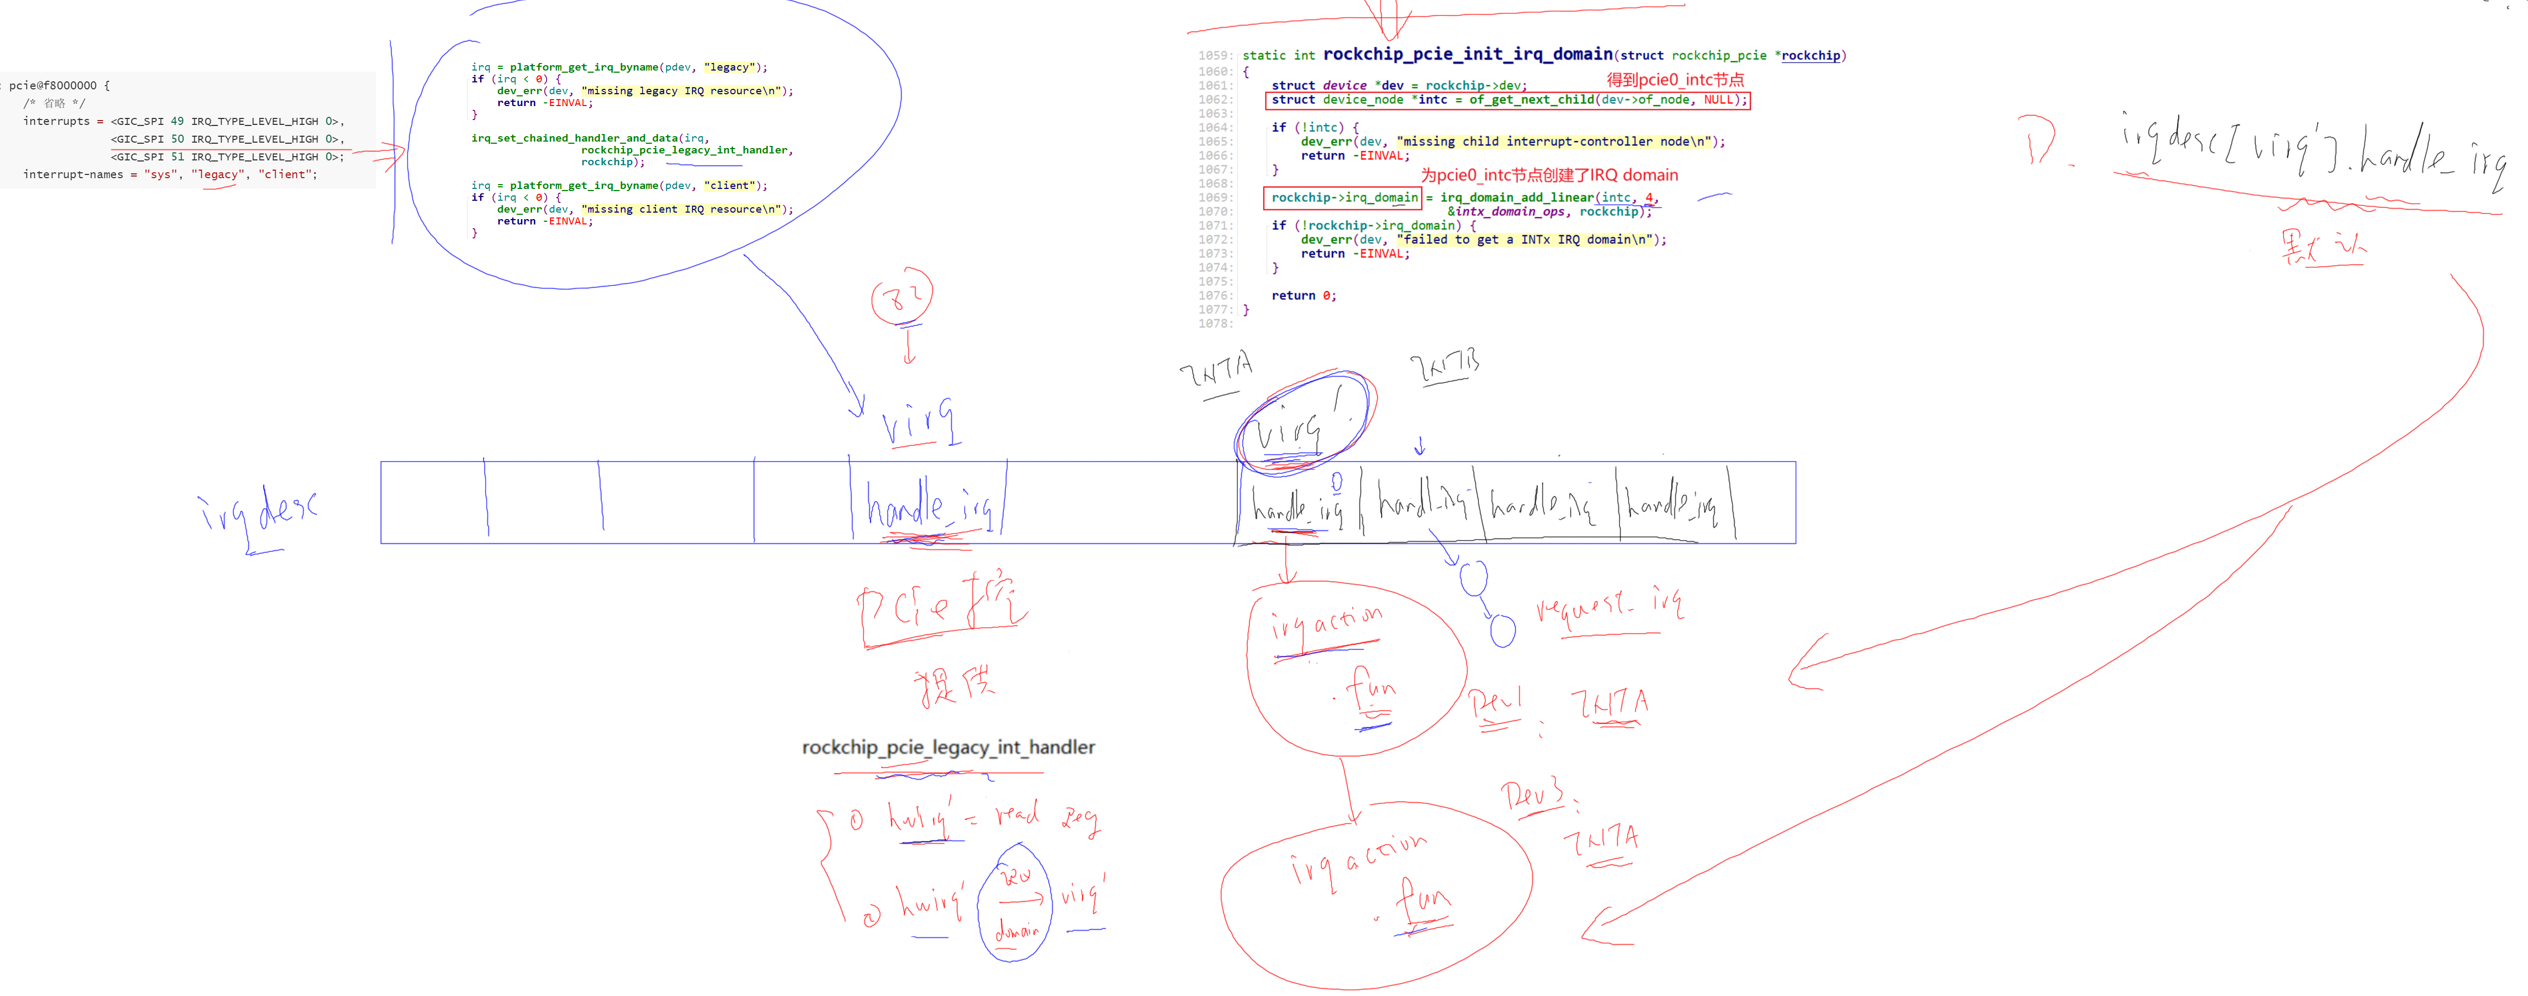 : pcie@f8000000 {
/* 省略 */
interrupts = <GIC_SPI 49 IRQ_TYPE_LEVEL_HIGH 0>,
<GIC_SPI 50 IRQ_TYPE_LEVEL_HIGH 0>,
<GIC_SPI 51 IRQ_TYPE_LEVEL_HIGH 0>;
interrupt-names = "sys", "legacy", "client";
irq = platform_get_irq_byname(pdev, "legacy");
if (irq < 0) {
dev_err(dev, "missing legacy IRQ resource\n");
return -EINVAL;
}
irq_set_chained_handler_and_data(irq,
rockchip_pcie_legacy_int_handler,
rockchip);
irq = platform_get_irq_byname(pdev, "client");
if (irq < 0) {
dev_err(dev, "missing client IRQ resource\n");
return -EINVAL;
}
1059: static int rockchip_pcie_init_irq_domain(struct rockchip_pcie *rockchip)
1060: {
1061: struct device *dev = rockchip->dev; 得到pcie0_intc节点
1062: struct device_node *intc = of_get_next_child(dev->of_node, NULL);
1063:
1064: if (!intc) {
1065: dev_err(dev, "missing child interrupt-controller node\n");
1066: return -EINVAL;
1067: }
1068: 为pcie0_intc节点创建了IRQ domain
1069: rockchip->irq_domain = irq_domain_add_linear(intc, 4,
1070: &intx_domain_ops, rockchip);
1071: if (!rockchip->irq_domain) {
1072: dev_err(dev, "failed to get a INTx IRQ domain\n");
1073: return -EINVAL;
1074: }
1075:
1076: return 0;
1077: }
1078:
irqdesc[virq'].handle_irq
默认
82
INTA
INTB
virq
virq'
irqdesc
handle_irq
handle_irq
handl_irq
handle_irq
handle_irq
PCIe控
提供
irqaction
.fun
request_irq
Dev1:
INTA
rockchip_pcie_legacy_int_handler
① hwirq' = read reg
② hwirq' irq domain virq'
Dev3:
INTA
irqaction
.fun